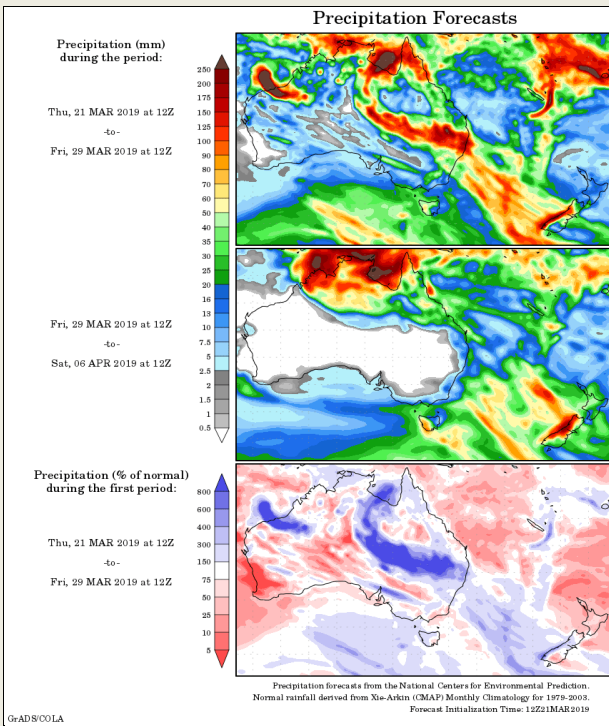 Precipitation Forecasts
Precipitation (mm)
during the period:
Thu, 21 MAR 2019 at 12Z
-to-
Fri, 29 MAR 2019 at 12Z
250
200
175
150
125
100
90
80
70
60
50
40
35
30
25
20
16
13
10
7.5
5
2.5
2
1.5
1
0.5
Fri, 29 MAR 2019 at 12Z
-to-
Sat, 06 APR 2019 at 12Z
Precipitation (% of normal)
during the first period:
Thu, 21 MAR 2019 at 12Z
-to-
Fri, 29 MAR 2019 at 12Z
800
600
400
300
150
75
50
25
10
5
Precipitation forecasts from the National Centers for Environmental Prediction.
Normal rainfall derived from Xie-Arkin (CMAP) Monthly Climatology for 1979-2003.
Forecast Initialization Time: 12Z21MAR2019
GrADS/COLA